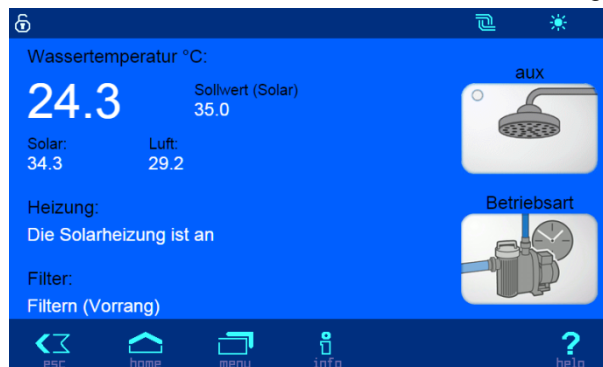 Wassertemperatur °C:
24.3
Sollwert (Solar)
35.0
Solar:
34.3
Luft:
29.2
Heizung:
Die Solarheizung ist an
Filter:
Filtern (Vorrang)
aux
Betriebsart
esc home menu info help